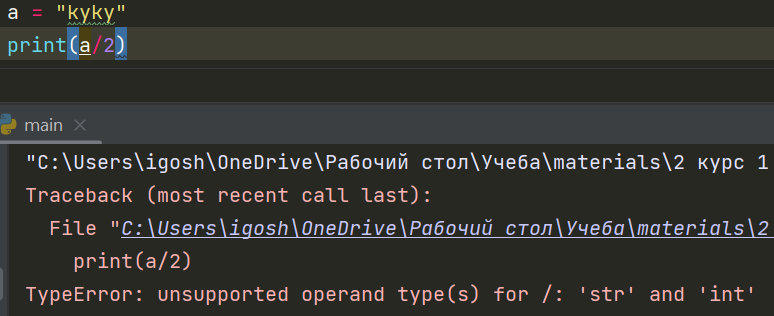 a = "kyky"
print(a/2)
main
"C:\Users\igosh\OneDrive\Рабочий стол\Учеба\materials\2 курс 1
Traceback (most recent call last):
File "C:\Users\igosh\OneDrive\Рабочий стол\Учеба\materials\2
print(a/2)
TypeError: unsupported operand type(s) for /: 'str' and 'int'